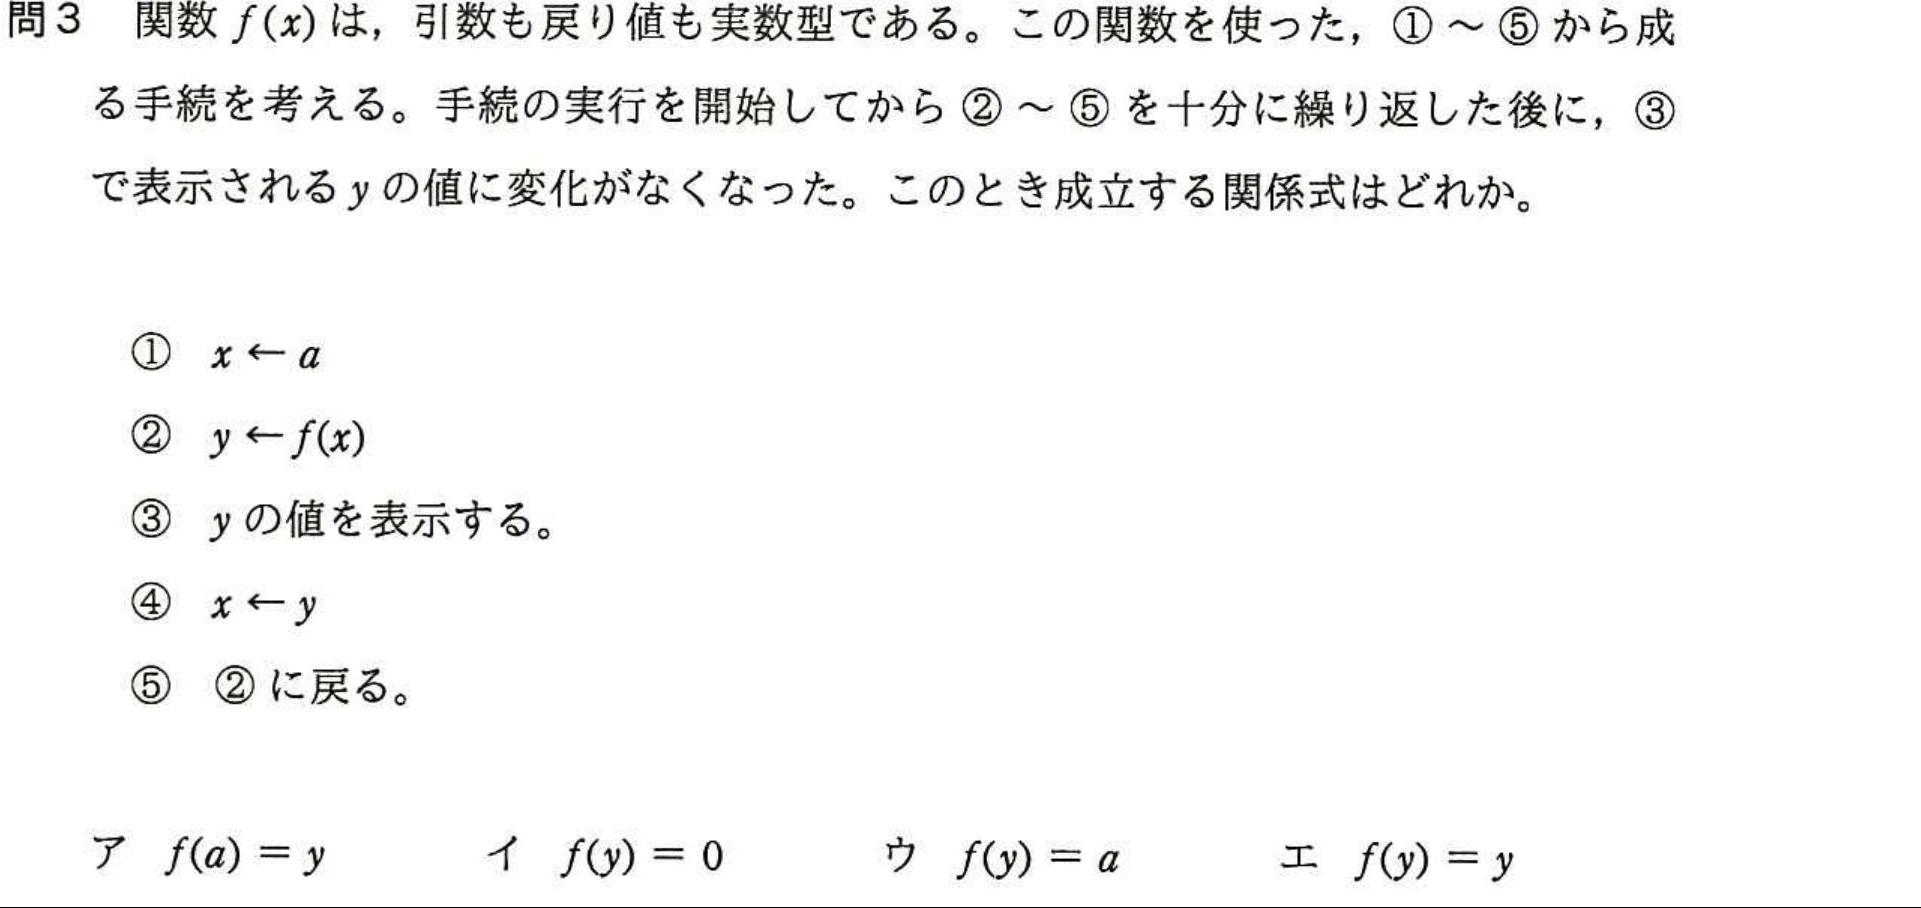 問3 関数 f(x) は，引数も戻り値も実数型である。この関数を使った，① ～ ⑤ から成
る手続を考える。手続の実行を開始してから ② ～ ⑤ を十分に繰り返した後に，③
で表示される y の値に変化がなくなった。このとき成立する関係式はどれか。
① x ← a
② y ← f(x)
③ y の値を表示する。
④ x ← y
⑤ ② に戻る。
ア f(a) = y イ f(y) = 0 ウ f(y) = a エ f(y) = y